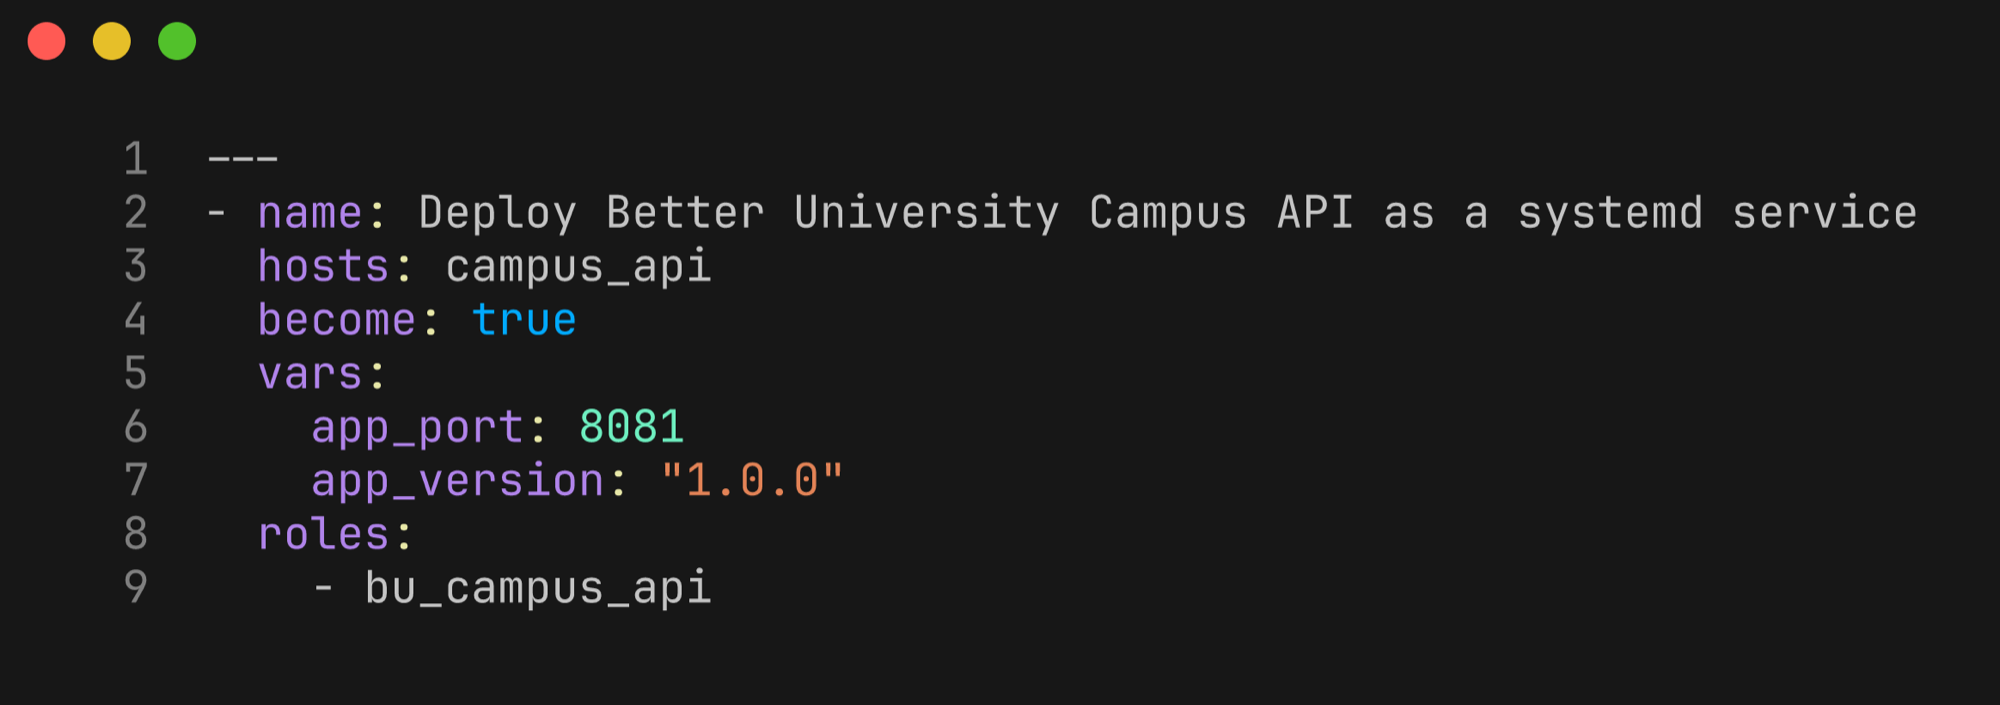 1 ---
2 - name: Deploy Better University Campus API as a systemd service
3   hosts: campus_api
4   become: true
5   vars:
6     app_port: 8081
7     app_version: "1.0.0"
8   roles:
9     - bu_campus_api